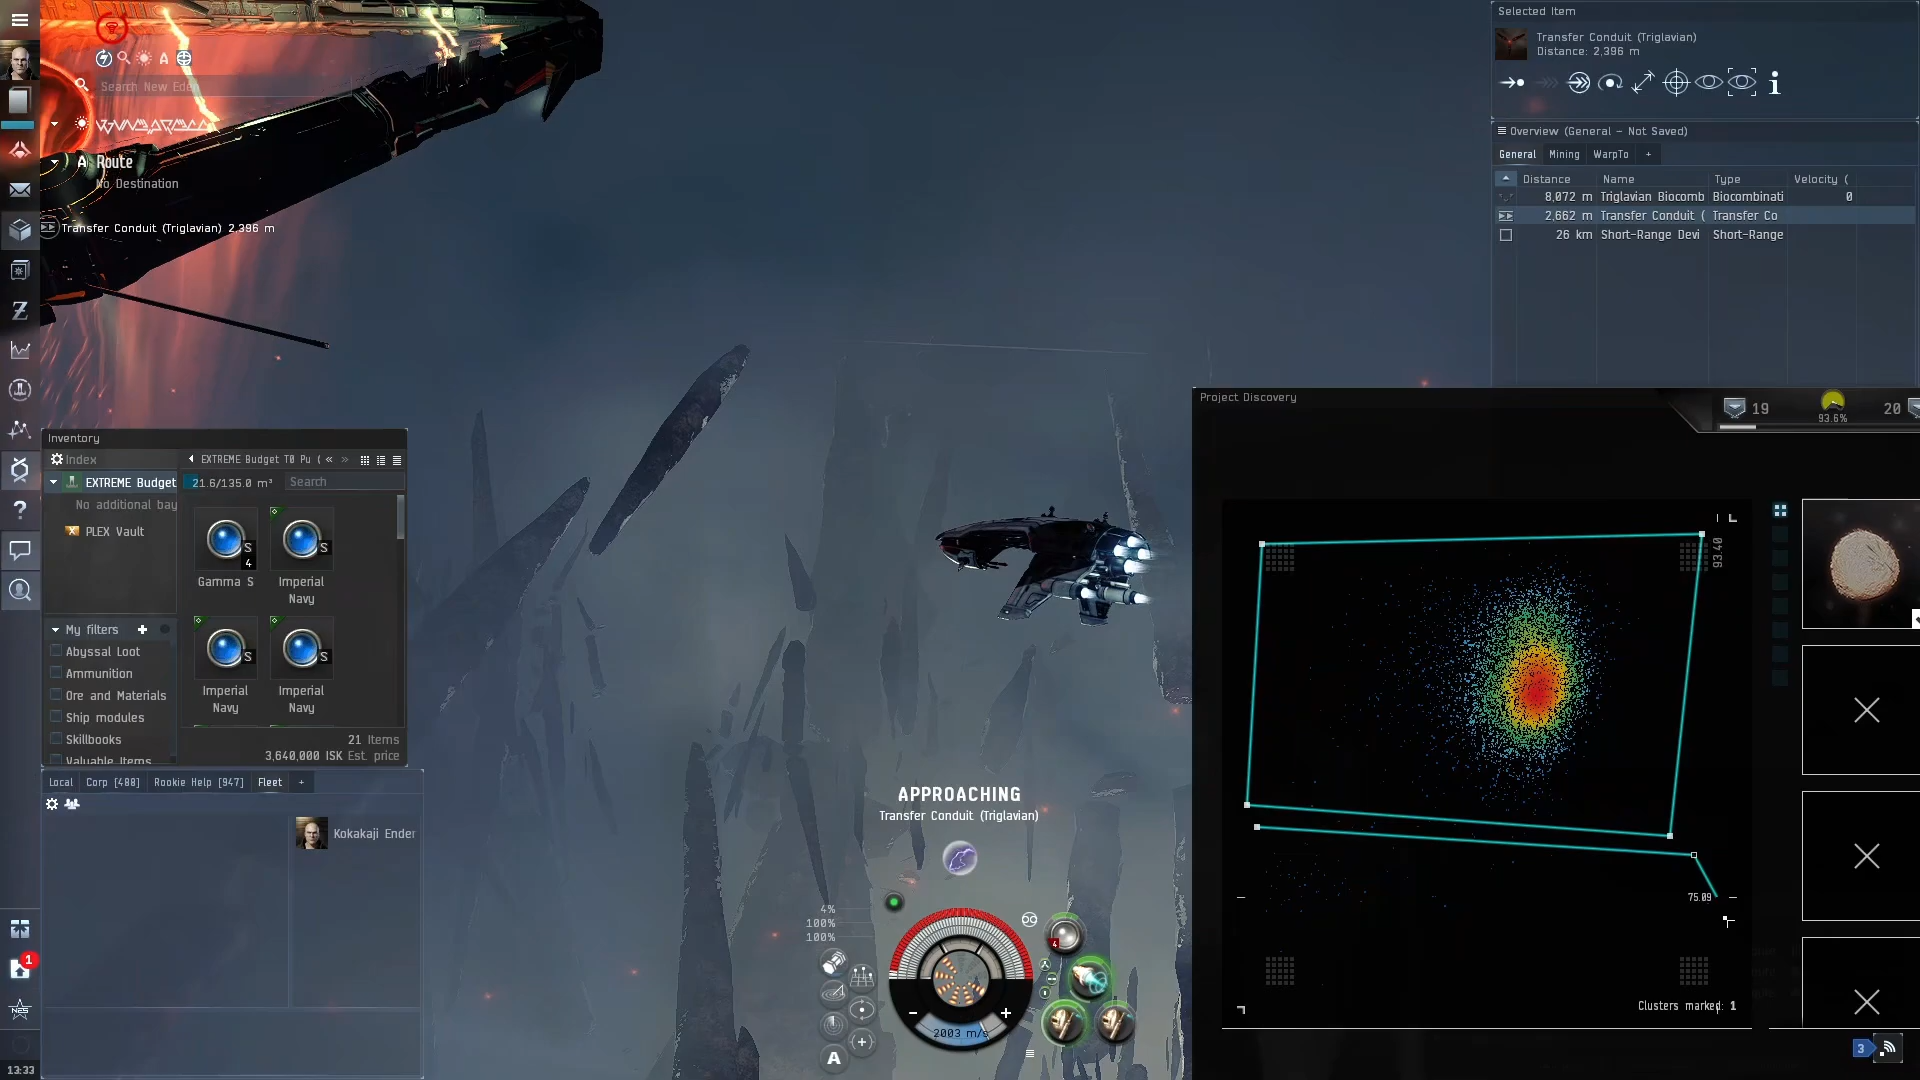 Search New Eden
Route
No Destination
Transfer Conduit (Triglavian) 2,396 m
Selected Item
Transfer Conduit (Triglavian)
Distance: 2,396 m
Overview (General - Not Saved)
General Mining WarpTo +
Distance Name Type Velocity (
8,072 m Triglavian Biocomb Biocombinati 0
2,662 m Transfer Conduit ( Transfer Co
26 km Short-Range Devi Short-Range
Project Discovery
19 93.6% 20
93.40
75.09
Clusters marked: 1
Inventory
Index
EXTREME Budget T0 Pu (
EXTREME Budget
21.6/135.0 m³
Search
No additional bay
PLEX Vault
S
4
Gamma S
S
Imperial
Navy
S
Imperial
Navy
S
Imperial
Navy
My filters
Abyssal Loot
Ammunition
Ore and Materials
Ship modules
Skillbooks
Valuable Items
21 Items
3,640,000 ISK Est. price
Local Corp [488] Rookie Help [947] Fleet +
Kokakaji Ender
APPROACHING
Transfer Conduit (Triglavian)
4%
100%
100%
4
2003 m/s
A
1
NES
13:33
3